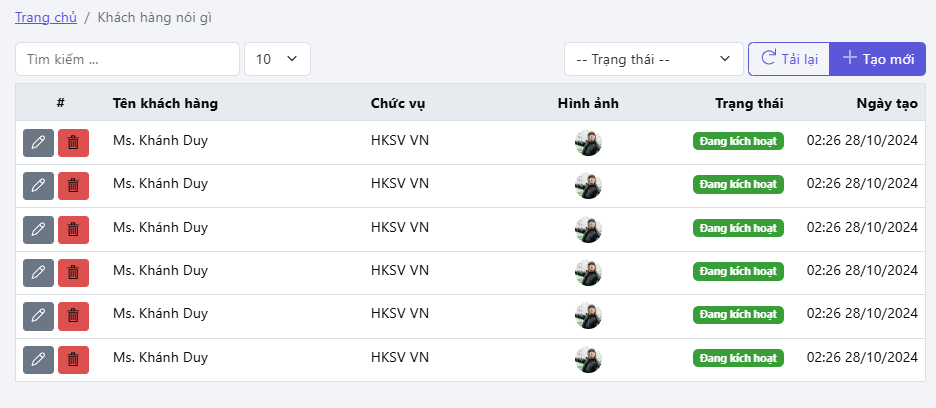 Trang chủ / Khách hàng nói gì
Tìm kiếm ... 10 -- Trạng thái -- Tải lại Tạo mới
# Tên khách hàng Chức vụ Hình ảnh Trạng thái Ngày tạo
Ms. Khánh Duy HKSV VN Đang kích hoạt 02:26 28/10/2024
Ms. Khánh Duy HKSV VN Đang kích hoạt 02:26 28/10/2024
Ms. Khánh Duy HKSV VN Đang kích hoạt 02:26 28/10/2024
Ms. Khánh Duy HKSV VN Đang kích hoạt 02:26 28/10/2024
Ms. Khánh Duy HKSV VN Đang kích hoạt 02:26 28/10/2024
Ms. Khánh Duy HKSV VN Đang kích hoạt 02:26 28/10/2024